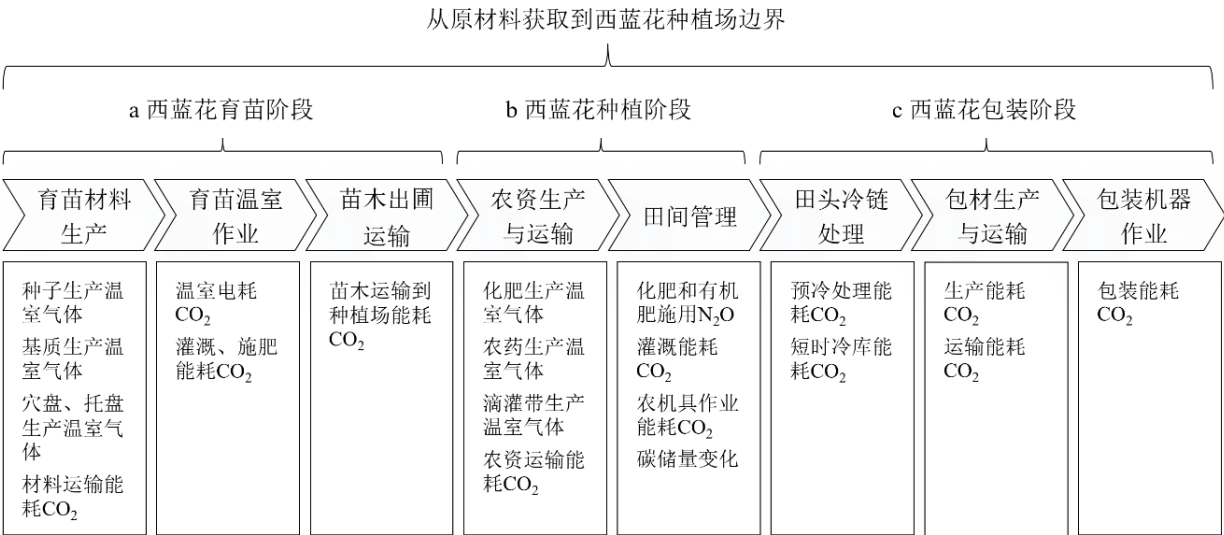 从原材料获取到西蓝花种植场边界
a 西蓝花育苗阶段
b 西蓝花种植阶段
c 西蓝花包装阶段
育苗材料
生产
育苗温室
作业
苗木出圃
运输
农资生产
与运输
田间管理
田头冷链
处理
包材生产
与运输
包装机器
作业
种子生产温
室气体
基质生产温
室气体
穴盘、托盘
生产温室气
体
材料运输能
耗CO₂
温室电耗
CO₂
灌溉、施肥
能耗CO₂
苗木运输到
种植场能耗
CO₂
化肥生产温
室气体
农药生产温
室气体
滴灌带生产
温室气体
农资运输能
耗CO₂
化肥和有机
肥施用N₂O
灌溉能耗
CO₂
农机具作业
能耗CO₂
碳储量变化
预冷处理能
耗CO₂
短时冷库能
耗CO₂
生产能耗
CO₂
运输能耗
CO₂
包装能耗
CO₂